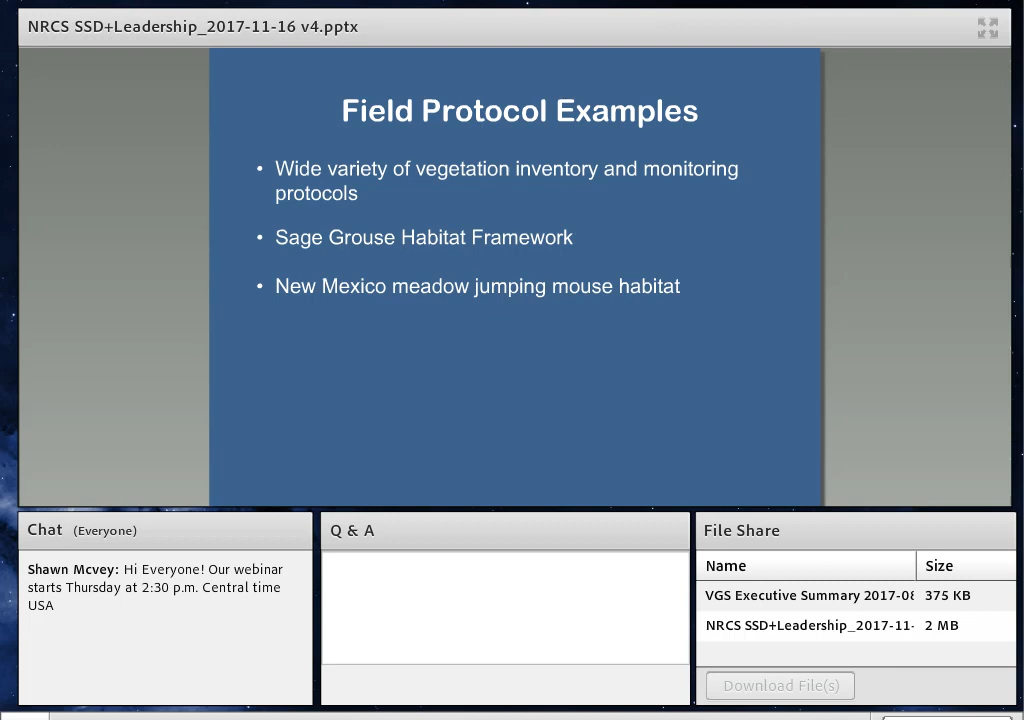 NRCS SSD+Leadership_2017-11-16 v4.pptx
Field Protocol Examples
• Wide variety of vegetation inventory and monitoring
protocols
• Sage Grouse Habitat Framework
• New Mexico meadow jumping mouse habitat
Chat (Everyone)
Shawn Mcvey: Hi Everyone! Our webinar
starts Thursday at 2:30 p.m. Central time
USA
Q & A
File Share
Name Size
VGS Executive Summary 2017-08 375 KB
NRCS SSD+Leadership_2017-11- 2 MB
Download File(s)